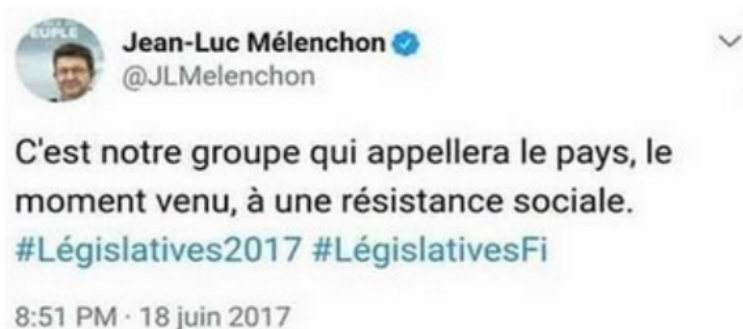 EUPLE
Jean-Luc Mélenchon
@JLMelenchon
C'est notre groupe qui appellera le pays, le
moment venu, à une résistance sociale.
#Législatives2017 #LégislativesFi
8:51 PM · 18 juin 2017